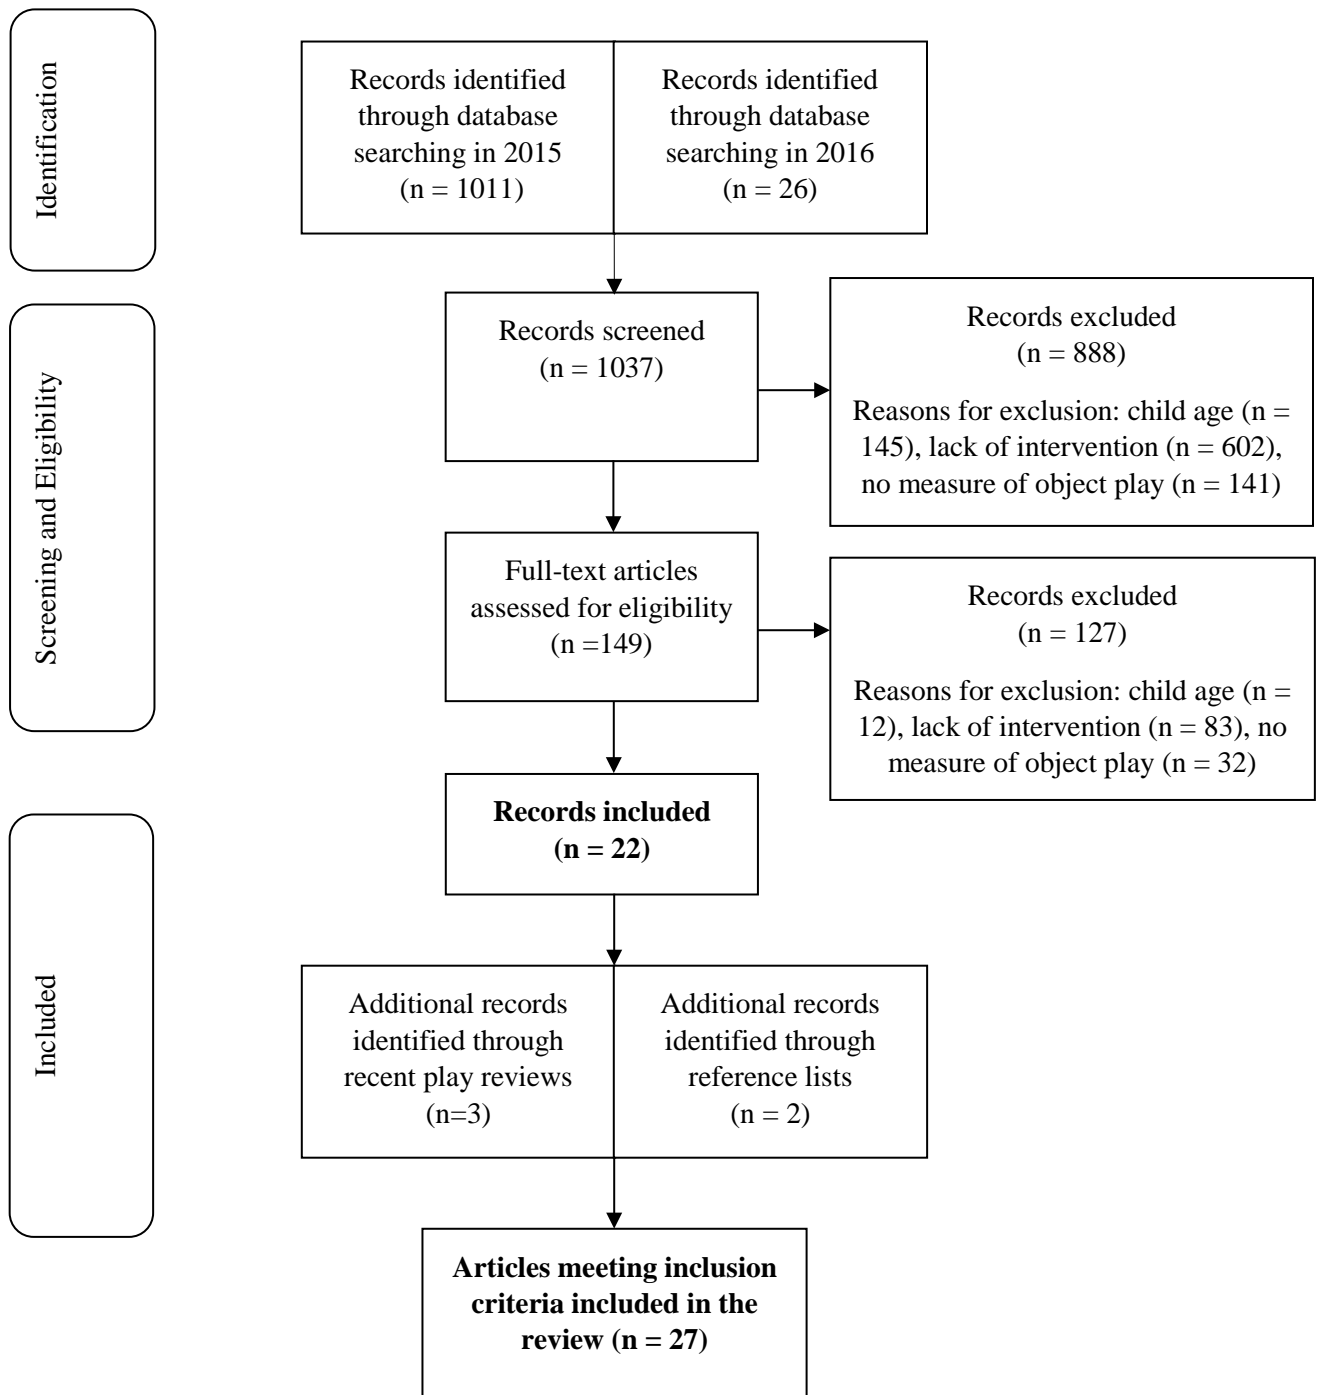 Identification
Records identified
through database
searching in 2015
(n = 1011)
Records identified
through database
searching in 2016
(n = 26)
Screening and Eligibility
Records screened
(n = 1037)
Records excluded
(n = 888)
Reasons for exclusion: child age (n =
145), lack of intervention (n = 602),
no measure of object play (n = 141)
Full-text articles
assessed for eligibility
(n =149)
Records excluded
(n = 127)
Reasons for exclusion: child age (n =
12), lack of intervention (n = 83), no
measure of object play (n = 32)
Records included
(n = 22)
Included
Additional records
identified through
recent play reviews
(n=3)
Additional records
identified through
reference lists
(n = 2)
Articles meeting inclusion
criteria included in the
review (n = 27)